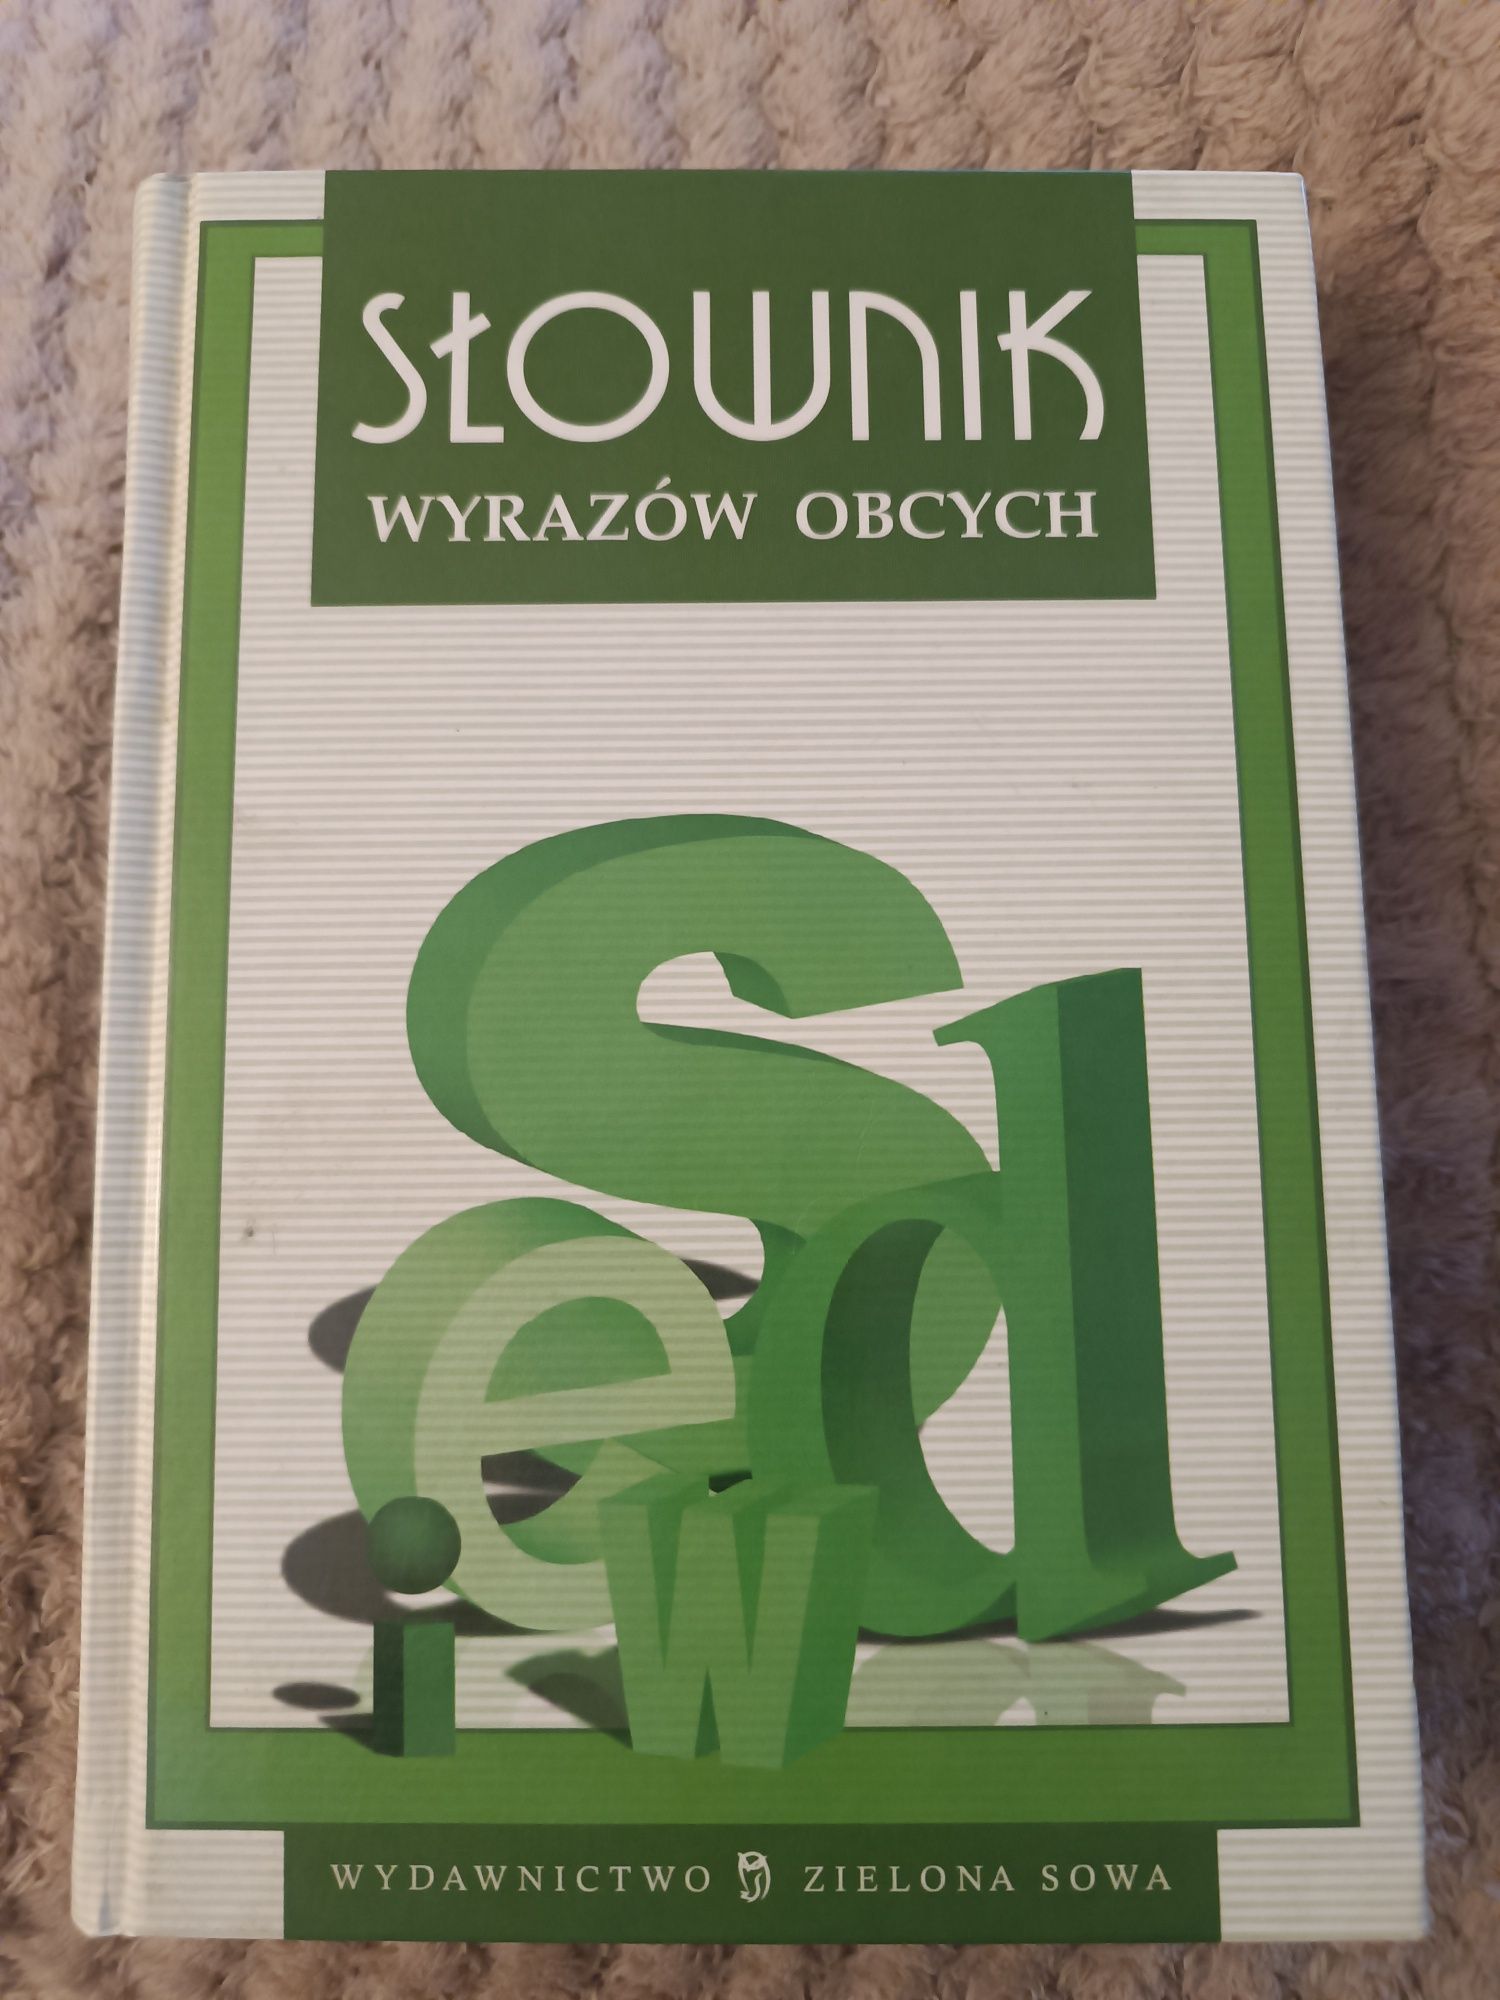 SŁOWNIK
WYRAZÓW OBCYCH
S
e d
i w
WYDAWNICTWO ZIELONA SOWA